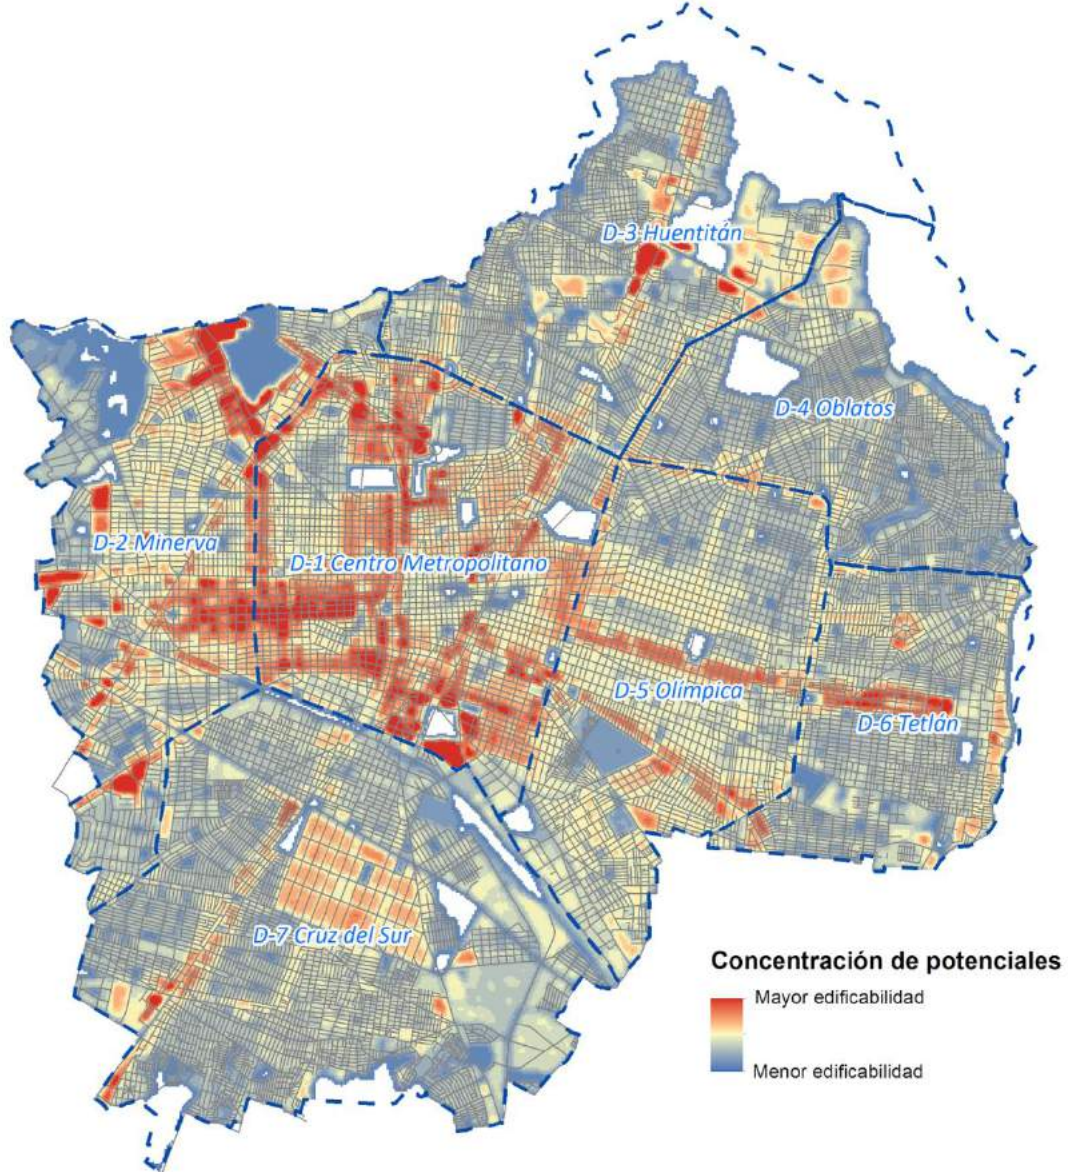 D-3 Huentitán
D-4 Oblatos
D-2 Minerva
D-1 Centro Metropolitano
D-5 Olímpica
D-6 Tetlán
D-7 Cruz del Sur
Concentración de potenciales
Mayor edificabilidad
Menor edificabilidad